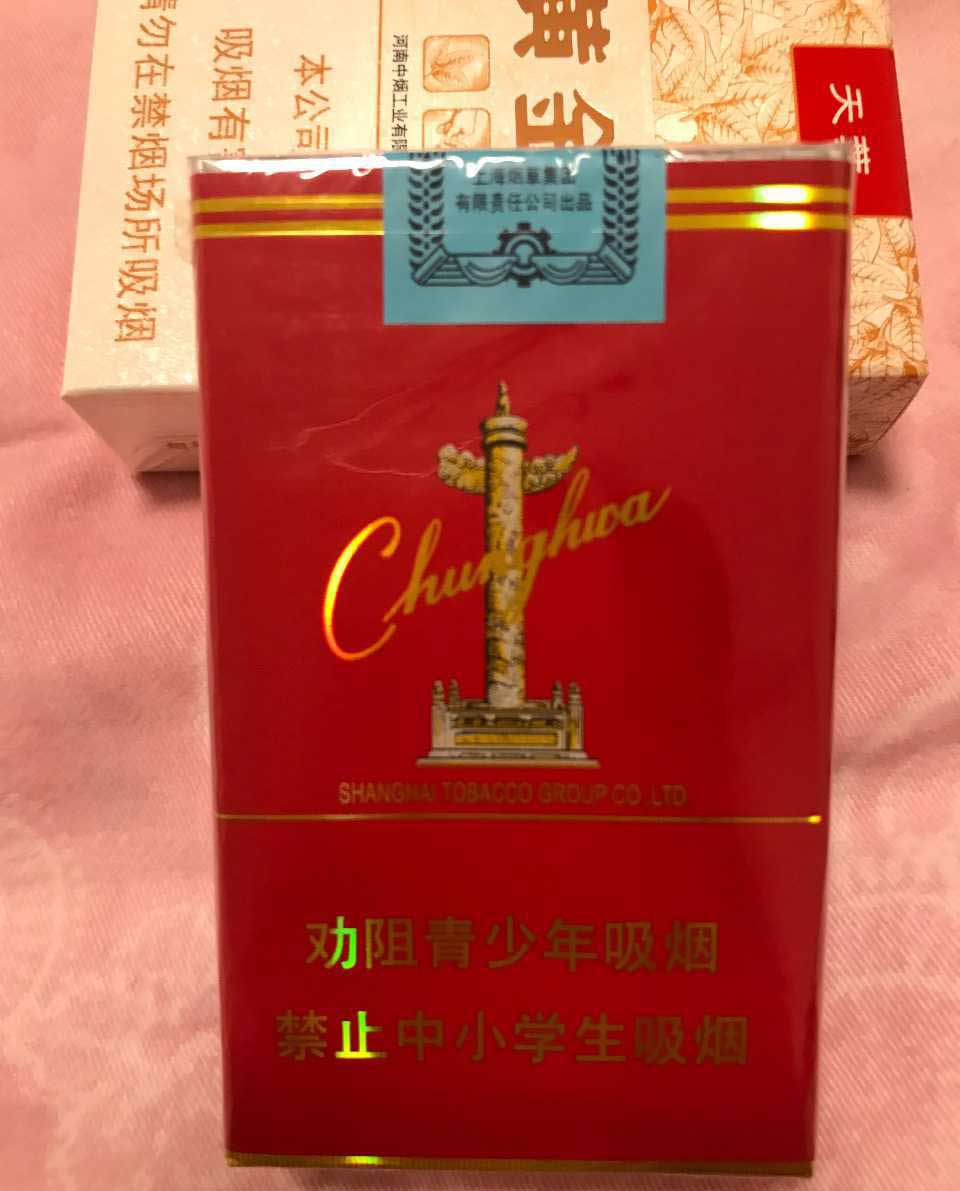 黄金
天
河南中烟工业有限
本公司
吸烟有
请勿在禁烟场所吸烟
上海烟草集团
有限责任公司出品
Chunghwa
SHANGHAI TOBACCO GROUP CO .LTD
劝阻青少年吸烟
禁止中小学生吸烟